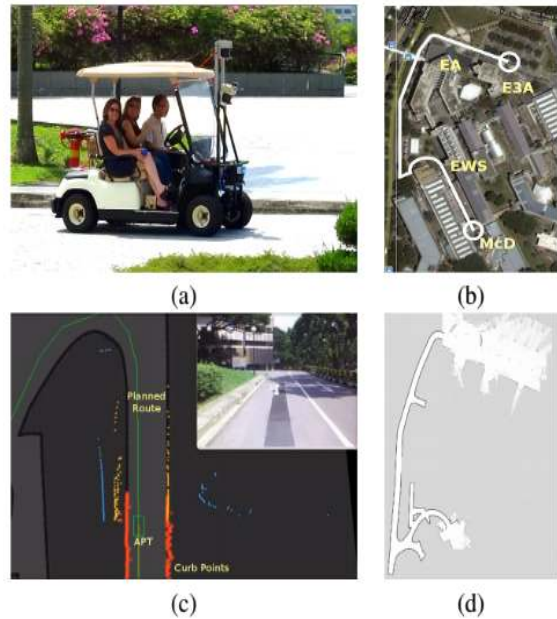 (a)
EA
E3A
EWS
McD
(b)
Planned
Route
APT
Curb Points
(c)
(d)